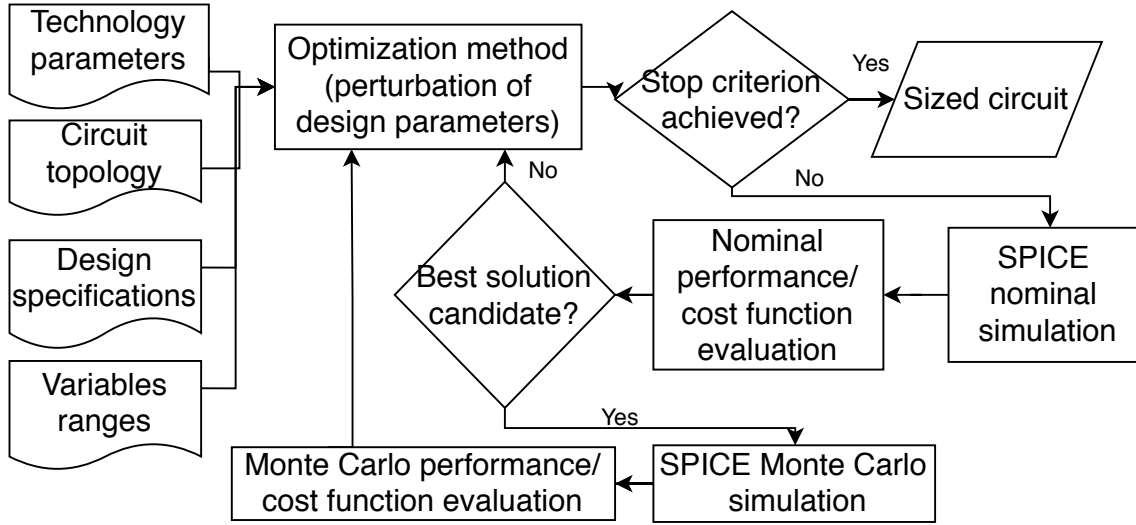 Technology
parameters
Circuit
topology
Design
specifications
Variables
ranges
Optimization method
(perturbation of
design parameters)
Stop criterion
achieved?
Yes
Sized circuit
No
SPICE
nominal
simulation
Nominal
performance/
cost function
evaluation
Best solution
candidate?
No
Yes
SPICE Monte Carlo
simulation
Monte Carlo performance/
cost function evaluation